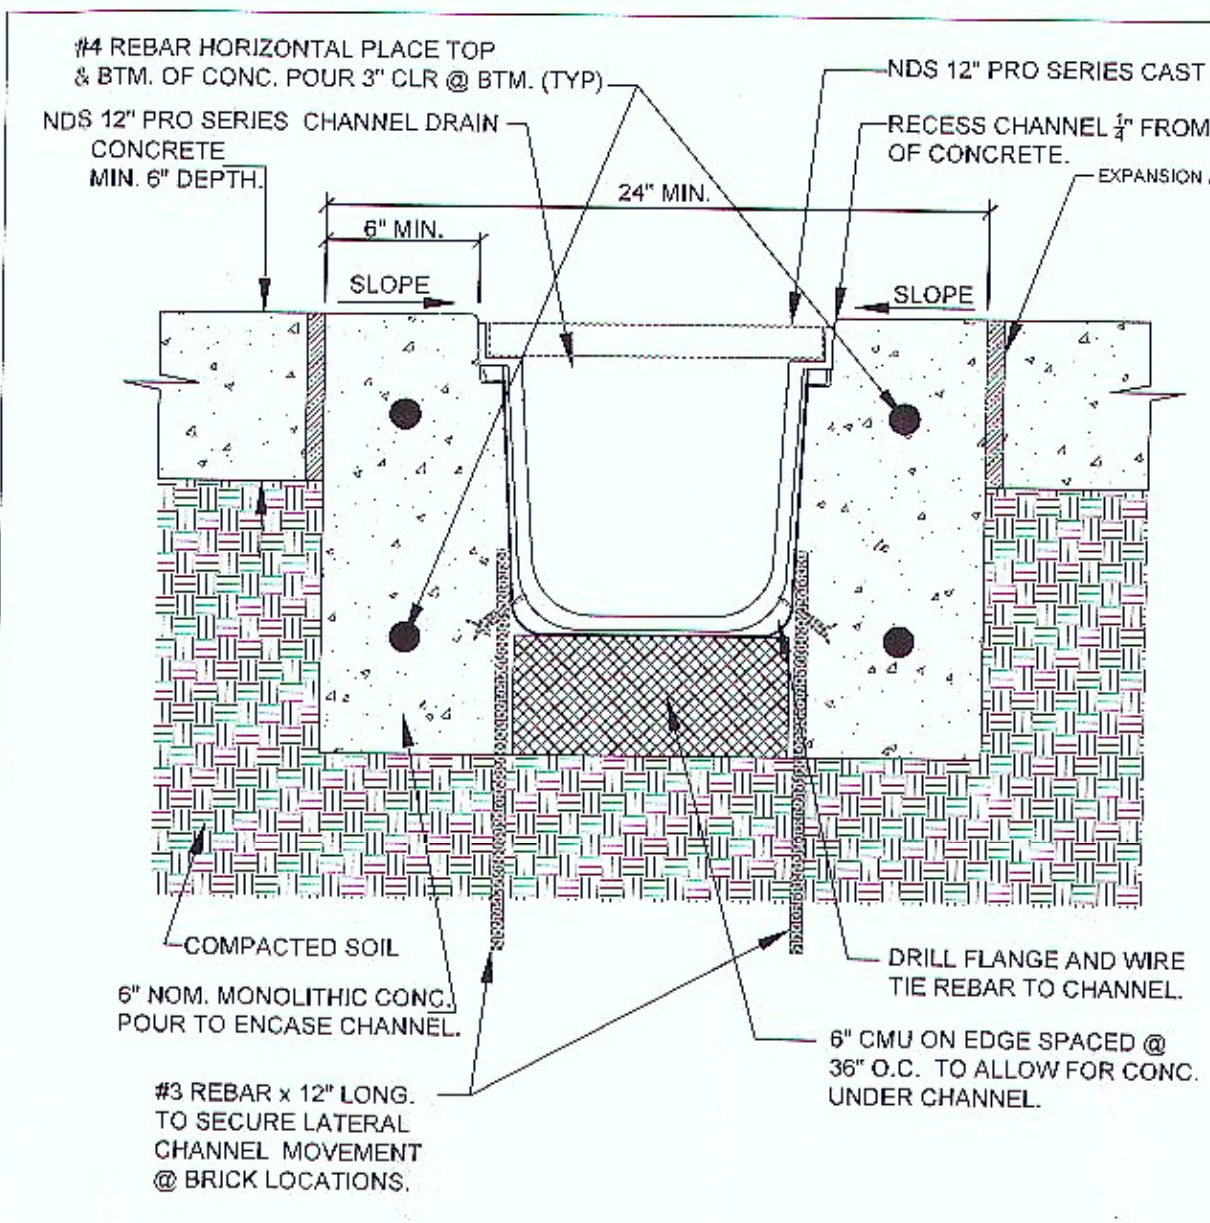 #4 REBAR HORIZONTAL PLACE TOP
& BTM. OF CONC. POUR 3" CLR @ BTM. (TYP)
NDS 12" PRO SERIES CHANNEL DRAIN
CONCRETE
MIN. 6" DEPTH.
NDS 12" PRO SERIES CAST
RECESS CHANNEL ¼" FROM
OF CONCRETE.
EXPANSION
24" MIN.
6" MIN.
SLOPE
SLOPE
COMPACTED SOIL
6" NOM. MONOLITHIC CONC.
POUR TO ENCASE CHANNEL.
#3 REBAR x 12" LONG.
TO SECURE LATERAL
CHANNEL MOVEMENT
@ BRICK LOCATIONS.
DRILL FLANGE AND WIRE
TIE REBAR TO CHANNEL.
6" CMU ON EDGE SPACED @
36" O.C. TO ALLOW FOR CONC.
UNDER CHANNEL.